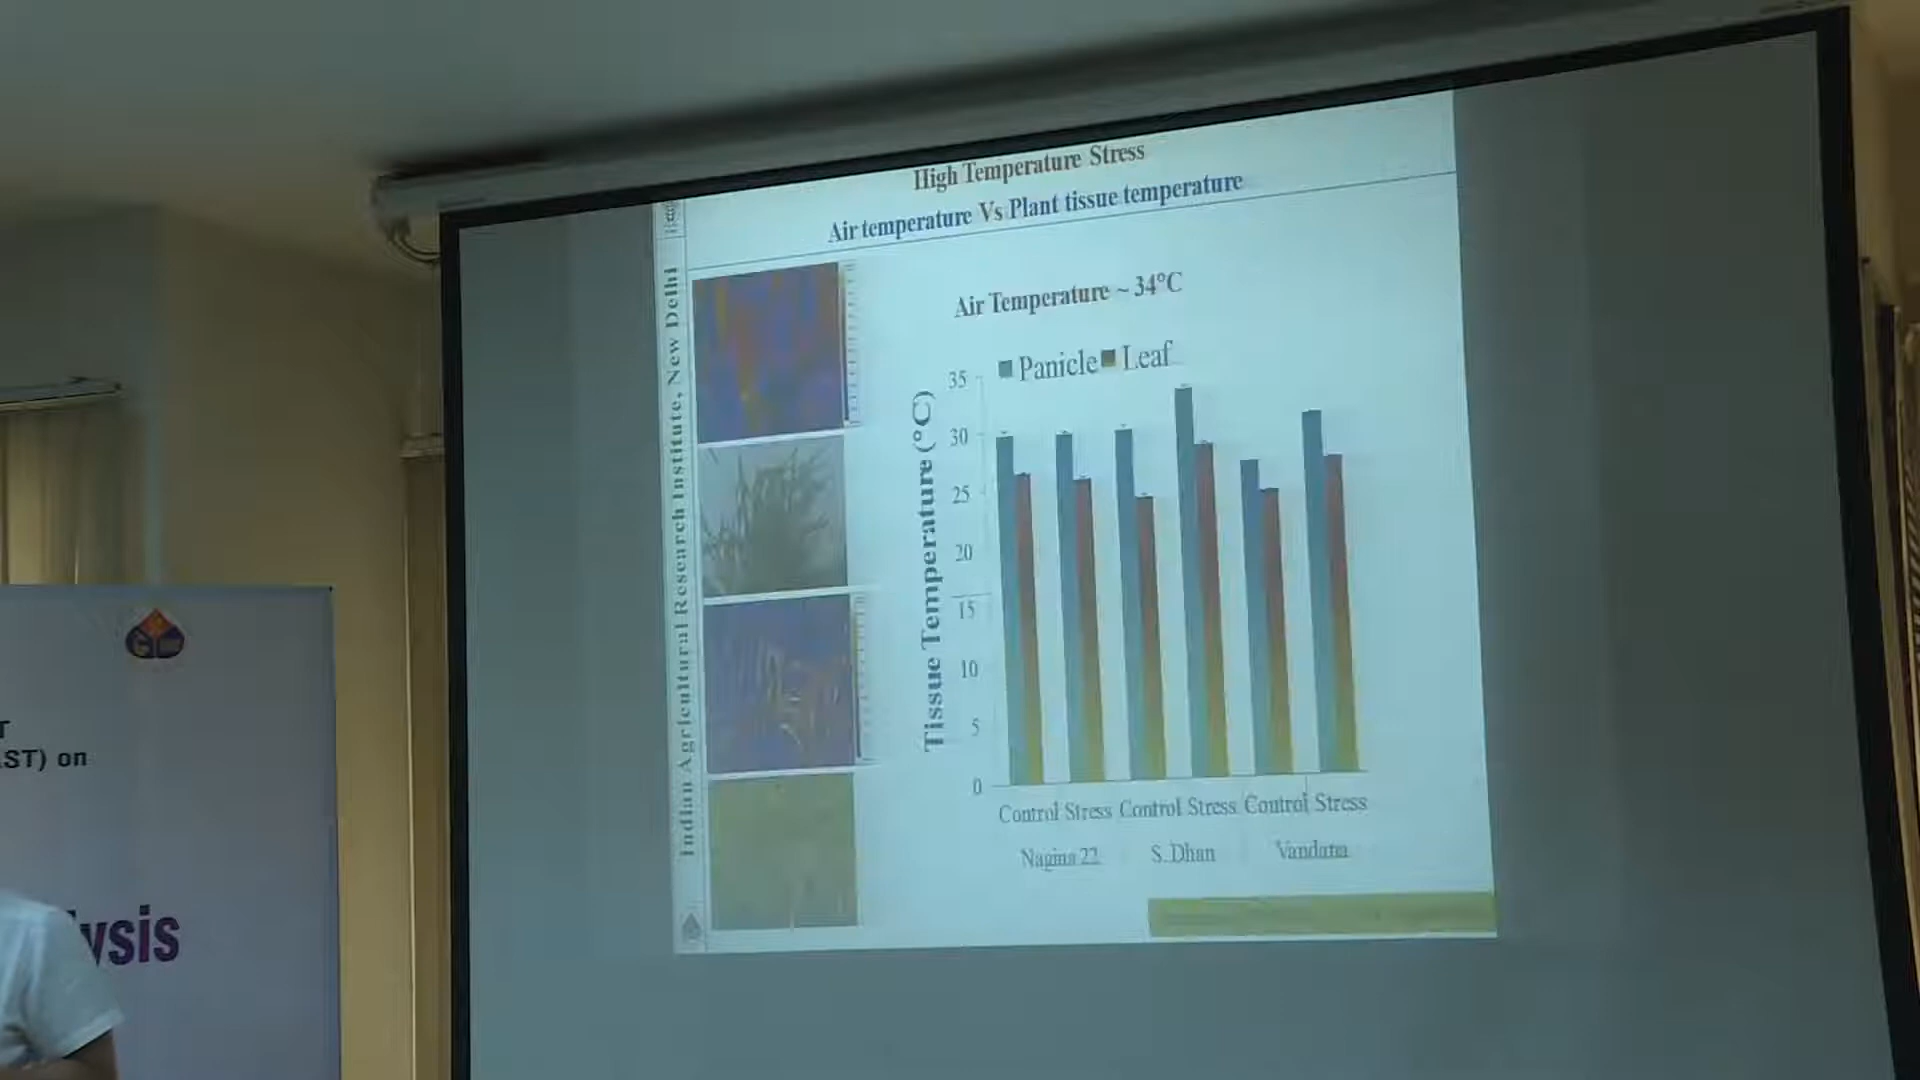 High Temperature Stress
Air temperature Vs Plant tissue temperature
Indian Agricultural Research Institute, New Delhi
Air Temperature ~ 34°C
Panicle Leaf
Tissue Temperature (°C)
35
30
25
20
15
10
5
0
Control Stress Control Stress Control Stress
Nagina 22 S. Dhan Vandana
T
ST) on
ysis